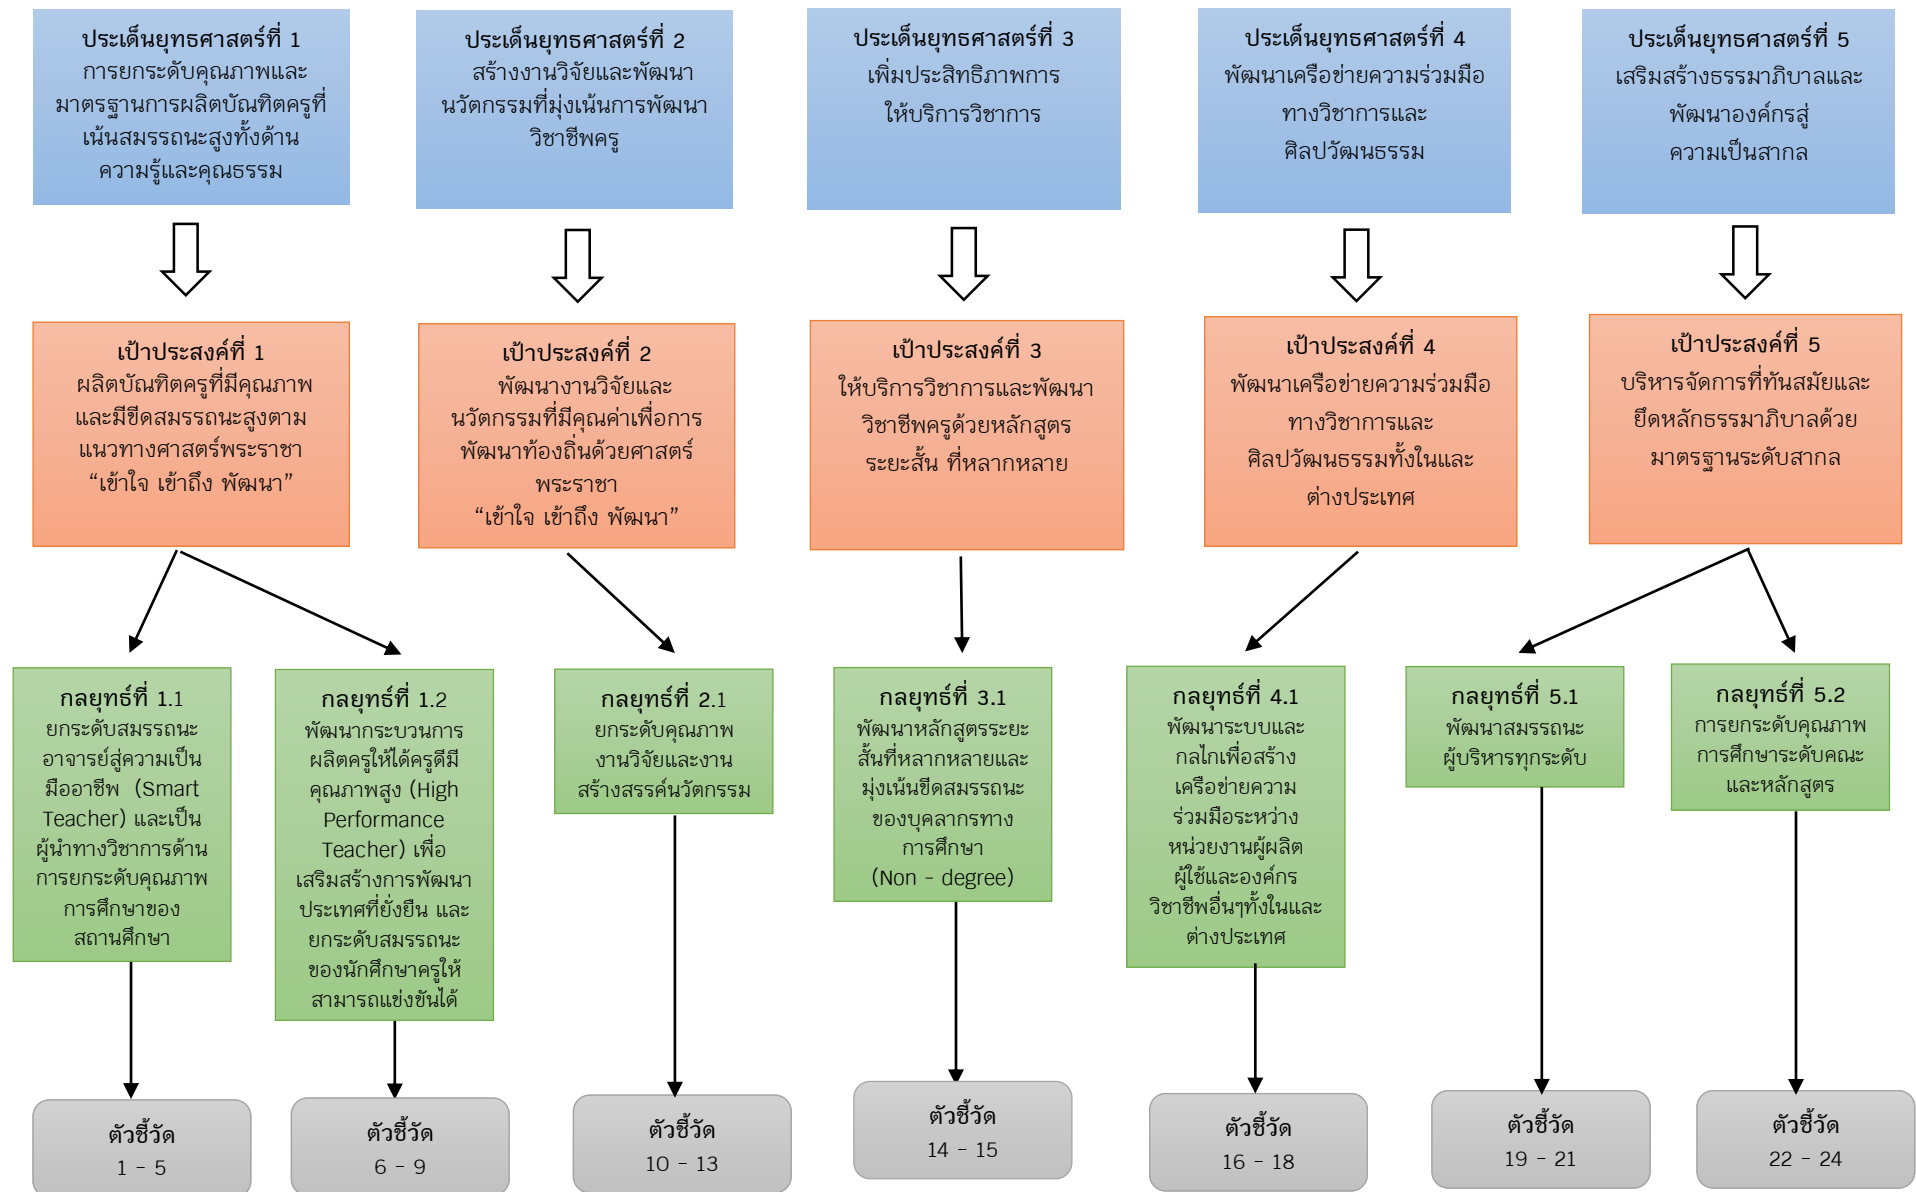 ประเด็นยุทธศาสตร์ที่ 1
การยกระดับคุณภาพและ
มาตรฐานการผลิตบัณฑิตครูที่
เน้นสมรรถนะสูงทั้งด้าน
ความรู้และคุณธรรม
ประเด็นยุทธศาสตร์ที่ 2
สร้างงานวิจัยและพัฒนา
นวัตกรรมที่มุ่งเน้นการพัฒนา
วิชาชีพครู
ประเด็นยุทธศาสตร์ที่ 3
เพิ่มประสิทธิภาพการ
ให้บริการวิชาการ
ประเด็นยุทธศาสตร์ที่ 4
พัฒนาเครือข่ายความร่วมมือ
ทางวิชาการและ
ศิลปวัฒนธรรม
ประเด็นยุทธศาสตร์ที่ 5
เสริมสร้างธรรมาภิบาลและ
พัฒนาองค์กรสู่
ความเป็นสากล
เป้าประสงค์ที่ 1
ผลิตบัณฑิตครูที่มีคุณภาพ
และมีขีดสมรรถนะสูงตาม
แนวทางศาสตร์พระราชา
“เข้าใจ เข้าถึง พัฒนา”
เป้าประสงค์ที่ 2
พัฒนางานวิจัยและ
นวัตกรรมที่มีคุณค่าเพื่อการ
พัฒนาท้องถิ่นด้วยศาสตร์
พระราชา
“เข้าใจ เข้าถึง พัฒนา”
เป้าประสงค์ที่ 3
ให้บริการวิชาการและพัฒนา
วิชาชีพครูด้วยหลักสูตร
ระยะสั้น ที่หลากหลาย
เป้าประสงค์ที่ 4
พัฒนาเครือข่ายความร่วมมือ
ทางวิชาการและ
ศิลปวัฒนธรรมทั้งในและ
ต่างประเทศ
เป้าประสงค์ที่ 5
บริหารจัดการที่ทันสมัยและ
ยึดหลักธรรมาภิบาลด้วย
มาตรฐานระดับสากล
กลยุทธ์ที่ 1.1
ยกระดับสมรรถนะ
อาจารย์สู่ความเป็น
มืออาชีพ (Smart
Teacher) และเป็น
ผู้นำทางวิชาการด้าน
การยกระดับคุณภาพ
การศึกษาของ
สถานศึกษา
กลยุทธ์ที่ 1.2
พัฒนากระบวนการ
ผลิตครูให้ได้ครูดีมี
คุณภาพสูง (High
Performance
Teacher) เพื่อ
เสริมสร้างการพัฒนา
ประเทศที่ยั่งยืน และ
ยกระดับสมรรถนะ
ของนักศึกษาครูให้
สามารถแข่งขันได้
กลยุทธ์ที่ 2.1
ยกระดับคุณภาพ
งานวิจัยและงาน
สร้างสรรค์นวัตกรรม
กลยุทธ์ที่ 3.1
พัฒนาหลักสูตรระยะ
สั้นที่หลากหลายและ
มุ่งเน้นขีดสมรรถนะ
ของบุคลากรทาง
การศึกษา
(Non - degree)
กลยุทธ์ที่ 4.1
พัฒนาระบบและ
กลไกเพื่อสร้าง
เครือข่ายความ
ร่วมมือระหว่าง
หน่วยงานผู้ผลิต
ผู้ใช้และองค์กร
วิชาชีพอื่นๆทั้งในและ
ต่างประเทศ
กลยุทธ์ที่ 5.1
พัฒนาสมรรถนะ
ผู้บริหารทุกระดับ
กลยุทธ์ที่ 5.2
การยกระดับคุณภาพ
การศึกษาระดับคณะ
และหลักสูตร
ตัวชี้วัด
1 - 5
ตัวชี้วัด
6 - 9
ตัวชี้วัด
10 - 13
ตัวชี้วัด
14 - 15
ตัวชี้วัด
16 - 18
ตัวชี้วัด
19 - 21
ตัวชี้วัด
22 - 24